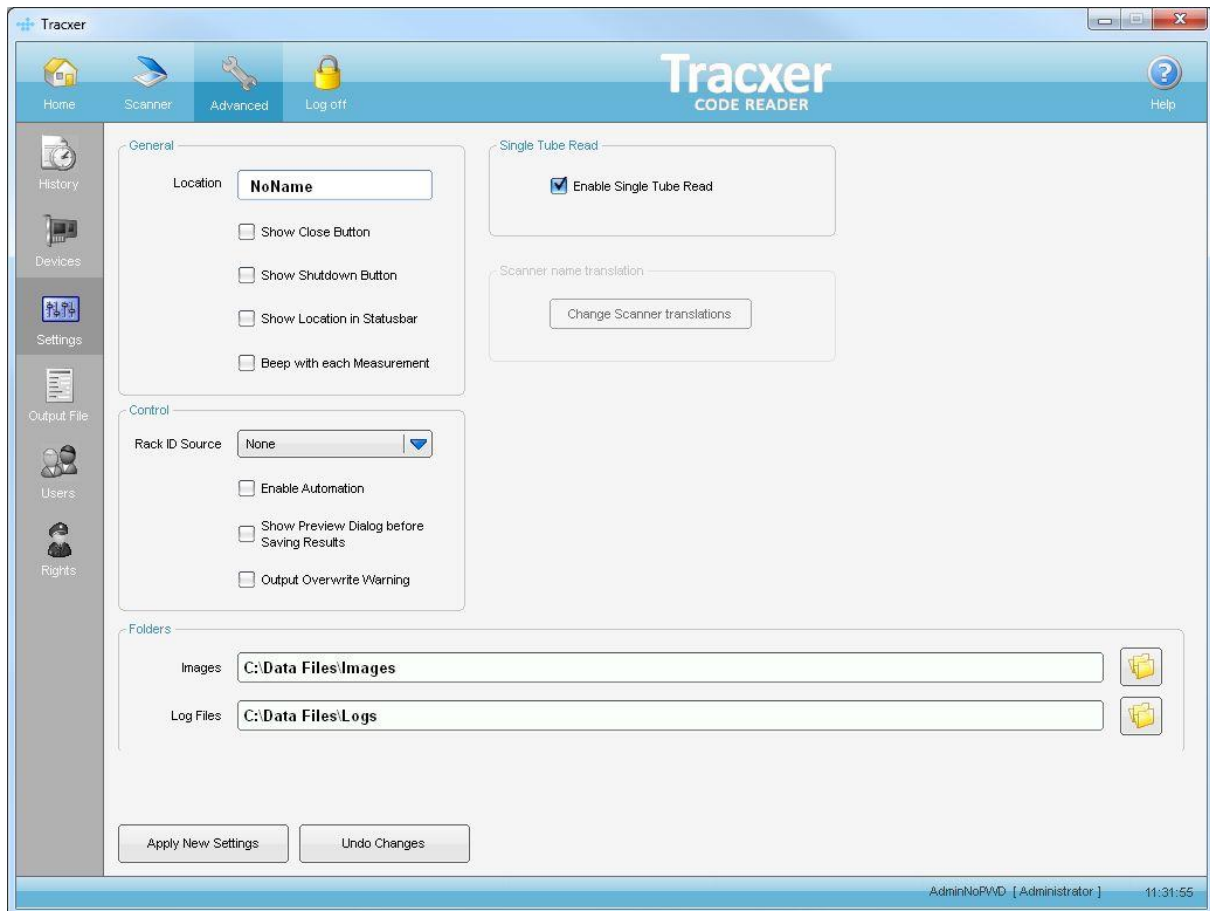 Tracxer
Home
Scanner
Advanced
Log off
Tracxer
CODE READER
Help
History
Devices
Settings
Output File
Users
Rights
General
Location
NoName
Show Close Button
Show Shutdown Button
Show Location in Statusbar
Beep with each Measurement
Single Tube Read
Enable Single Tube Read
Scanner name translation
Change Scanner translations
Control
Rack ID Source
None
Enable Automation
Show Preview Dialog before
Saving Results
Output Overwrite Warning
Folders
Images
C:\Data Files\Images
Log Files
C:\Data Files\Logs
Apply New Settings
Undo Changes
AdminNoPWD [ Administrator ]
11:31:55